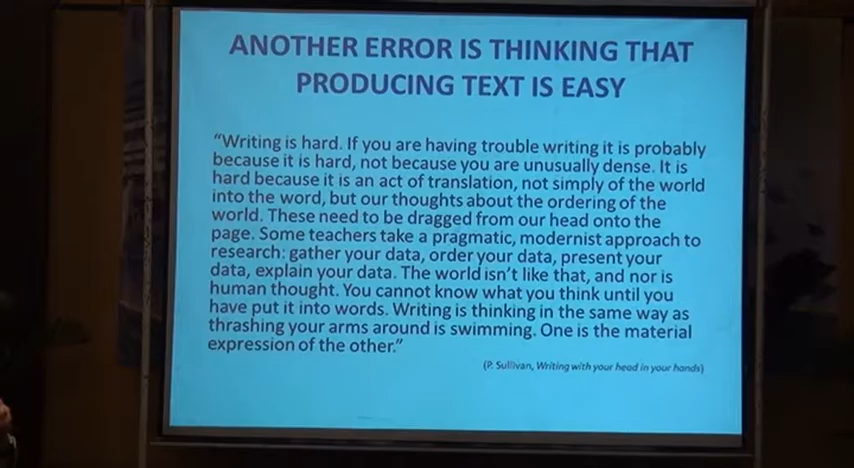 ANOTHER ERROR IS THINKING THAT
PRODUCING TEXT IS EASY
“Writing is hard. If you are having trouble writing it is probably
because it is hard, not because you are unusually dense. It is
hard because it is an act of translation, not simply of the world
into the word, but our thoughts about the ordering of the
world. These need to be dragged from our head onto the
page. Some teachers take a pragmatic, modernist approach to
research: gather your data, order your data, present your
data, explain your data. The world isn’t like that, and nor is
human thought. You cannot know what you think until you
have put it into words. Writing is thinking in the same way as
thrashing your arms around is swimming. One is the material
expression of the other.”
(P. Sullivan, Writing with your head in your hands)